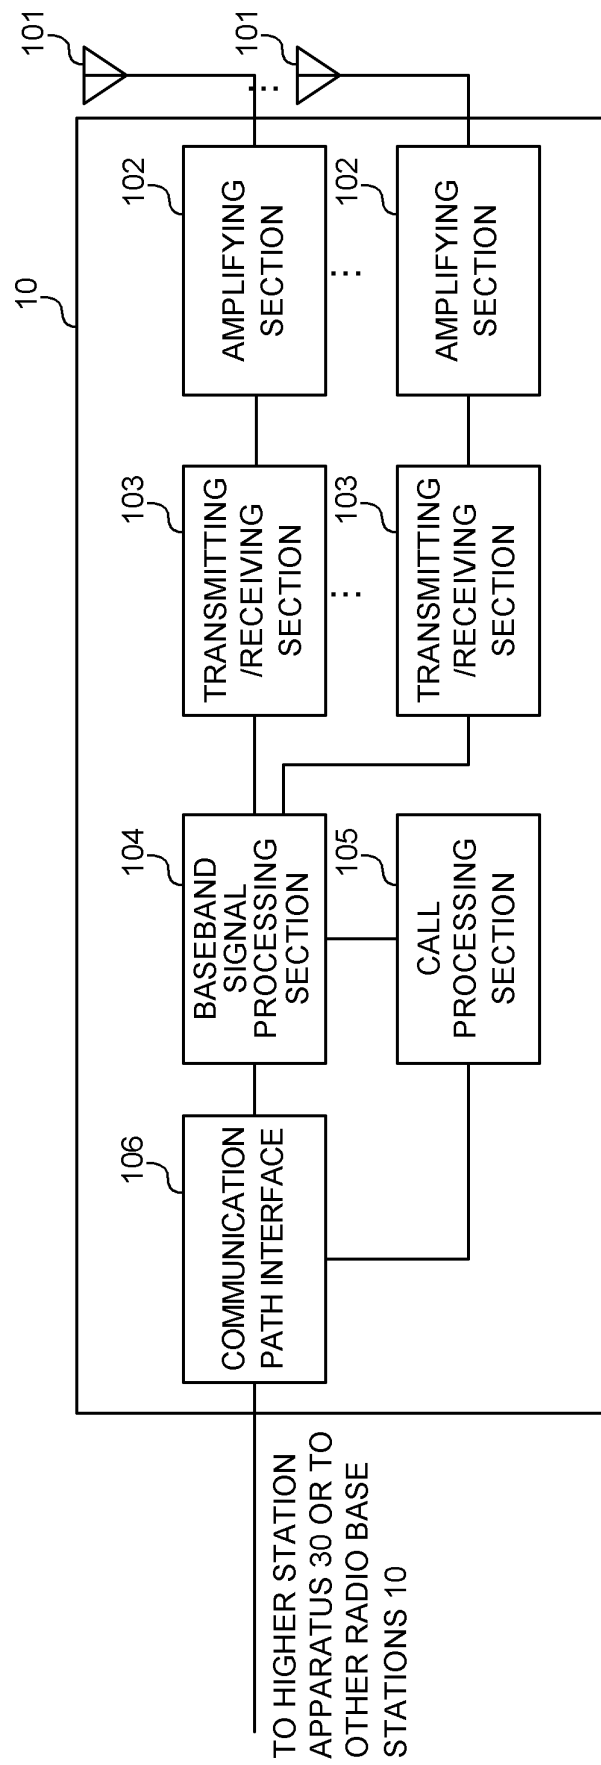 10
101
101
102
AMPLIFYING
SECTION
102
AMPLIFYING
SECTION
103
TRANSMITTING
/RECEIVING
SECTION
103
TRANSMITTING
/RECEIVING
SECTION
104
BASEBAND
SIGNAL
PROCESSING
SECTION
105
CALL
PROCESSING
SECTION
106
COMMUNICATION
PATH INTERFACE
TO HIGHER STATION
APPARATUS 30 OR TO
OTHER RADIO BASE
STATIONS 10